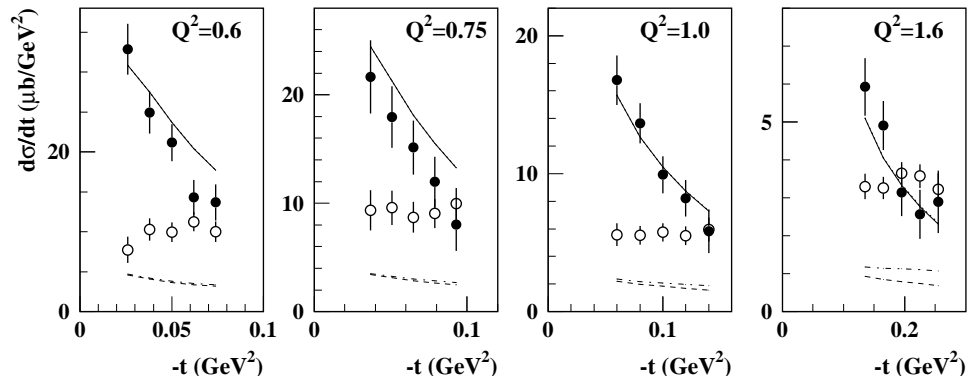 dσ/dt (μb/GeV²)
Q²=0.6
Q²=0.75
Q²=1.0
Q²=1.6
20
0
20
10
0
20
10
0
5
0
0 0.05 0.1
0 0.1
0 0.1
0.2
-t (GeV²)
-t (GeV²)
-t (GeV²)
-t (GeV²)